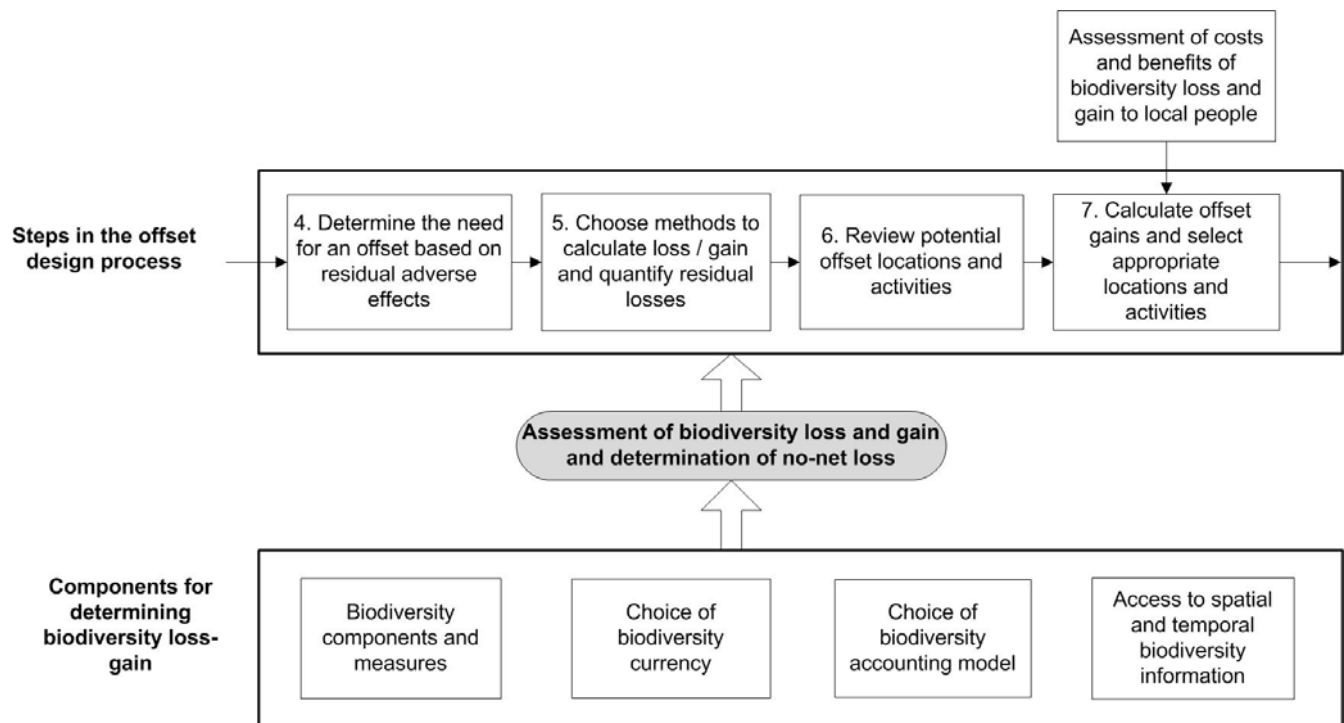 Assessment of costs
and benefits of
biodiversity loss and
gain to local people
Steps in the offset
design process
4. Determine the need
for an offset based on
residual adverse
effects
5. Choose methods to
calculate loss / gain
and quantify residual
losses
6. Review potential
offset locations and
activities
7. Calculate offset
gains and select
appropriate
locations and
activities
Assessment of biodiversity loss and gain
and determination of no-net loss
Components for
determining
biodiversity loss-
gain
Biodiversity
components and
measures
Choice of
biodiversity
currency
Choice of
biodiversity
accounting model
Access to spatial
and temporal
biodiversity
information